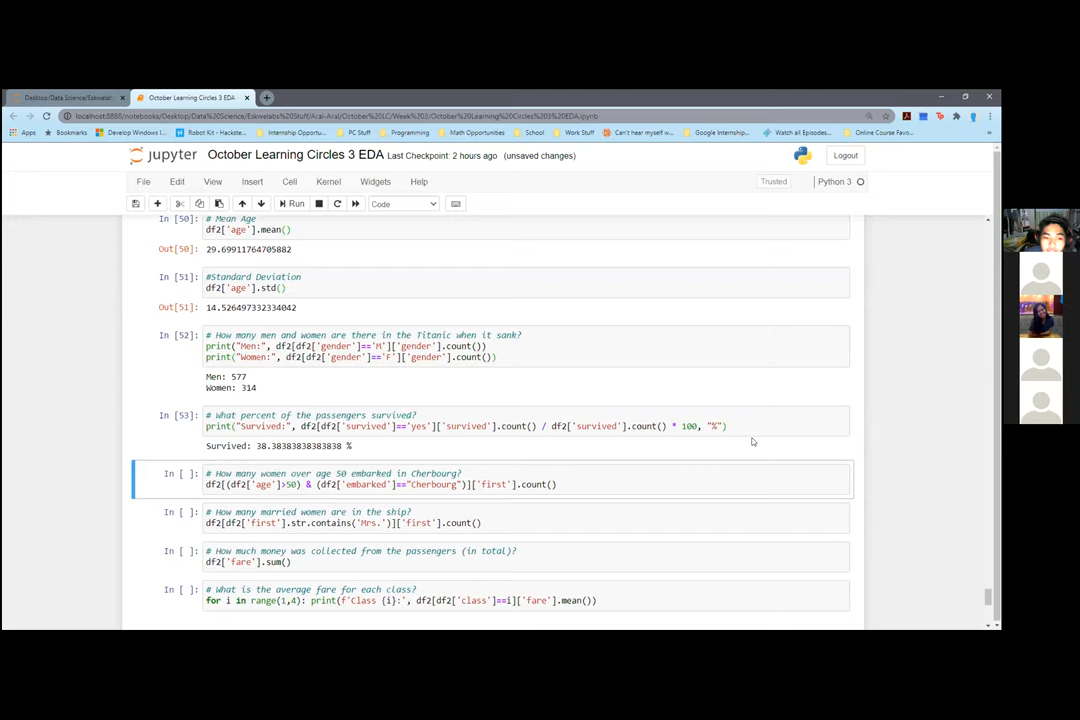 Desktop/Data Science/Eskwelab
October Learning Circles 3 EDA
localhost:8888/notebooks/Desktop/Data%20Science/Eskwelabs%20Stuff/Aral-Aral/October%20LC/Week%203/October%20Learning%20Circles%203%20EDA.ipynb
Apps
Bookmarks
Develop Windows I...
Robot Kit - Hackste...
Internship Opportu...
PC Stuff
Programming
Math Opportunities
School
Work Stuff
Can't hear myself w...
Google Internship...
Watch all Episodes...
Online Course Favo...
»
jupyter October Learning Circles 3 EDA Last Checkpoint: 2 hours ago (unsaved changes)
Logout
File Edit View Insert Cell Kernel Widgets Help
Trusted
Python 3
Run
Code
In [50]
# Mean Age
df2['age'].mean()
Out[50]
29.69911764705882
In [51]
#Standard Deviation
df2['age'].std()
Out[51]
14.526497332334042
In [52]
# How many men and women are there in the Titanic when it sank?
print("Men:", df2[df2['gender']=='M']['gender'].count())
print("Women:", df2[df2['gender']=='F']['gender'].count())
Men: 577
Women: 314
In [53]
# What percent of the passengers survived?
print("Survived:", df2[df2['survived']=='yes']['survived'].count() / df2['survived'].count() * 100, "%")
Survived: 38.38383838383838 %
In [ ]:
# How many women over age 50 embarked in Cherbourg?
df2[(df2['age']>50) & (df2['embarked']=="Cherbourg")]['first'].count()
In [ ]:
# How many married women are in the ship?
df2[df2['first'].str.contains('Mrs.')]['first'].count()
In [ ]:
# How much money was collected from the passengers (in total)?
df2['fare'].sum()
In [ ]:
# What is the average fare for each class?
for i in range(1,4): print(f'Class {i}:', df2[df2['class']==i]['fare'].mean())